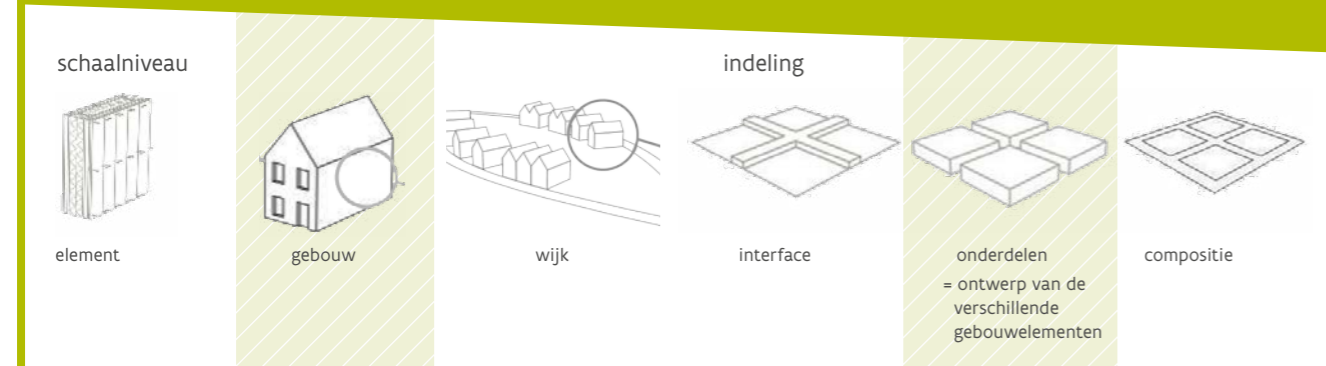 schaalniveau
indeling
element
gebouw
wijk
interface
onderdelen
= ontwerp van de
verschillende
gebouwelementen
compositie